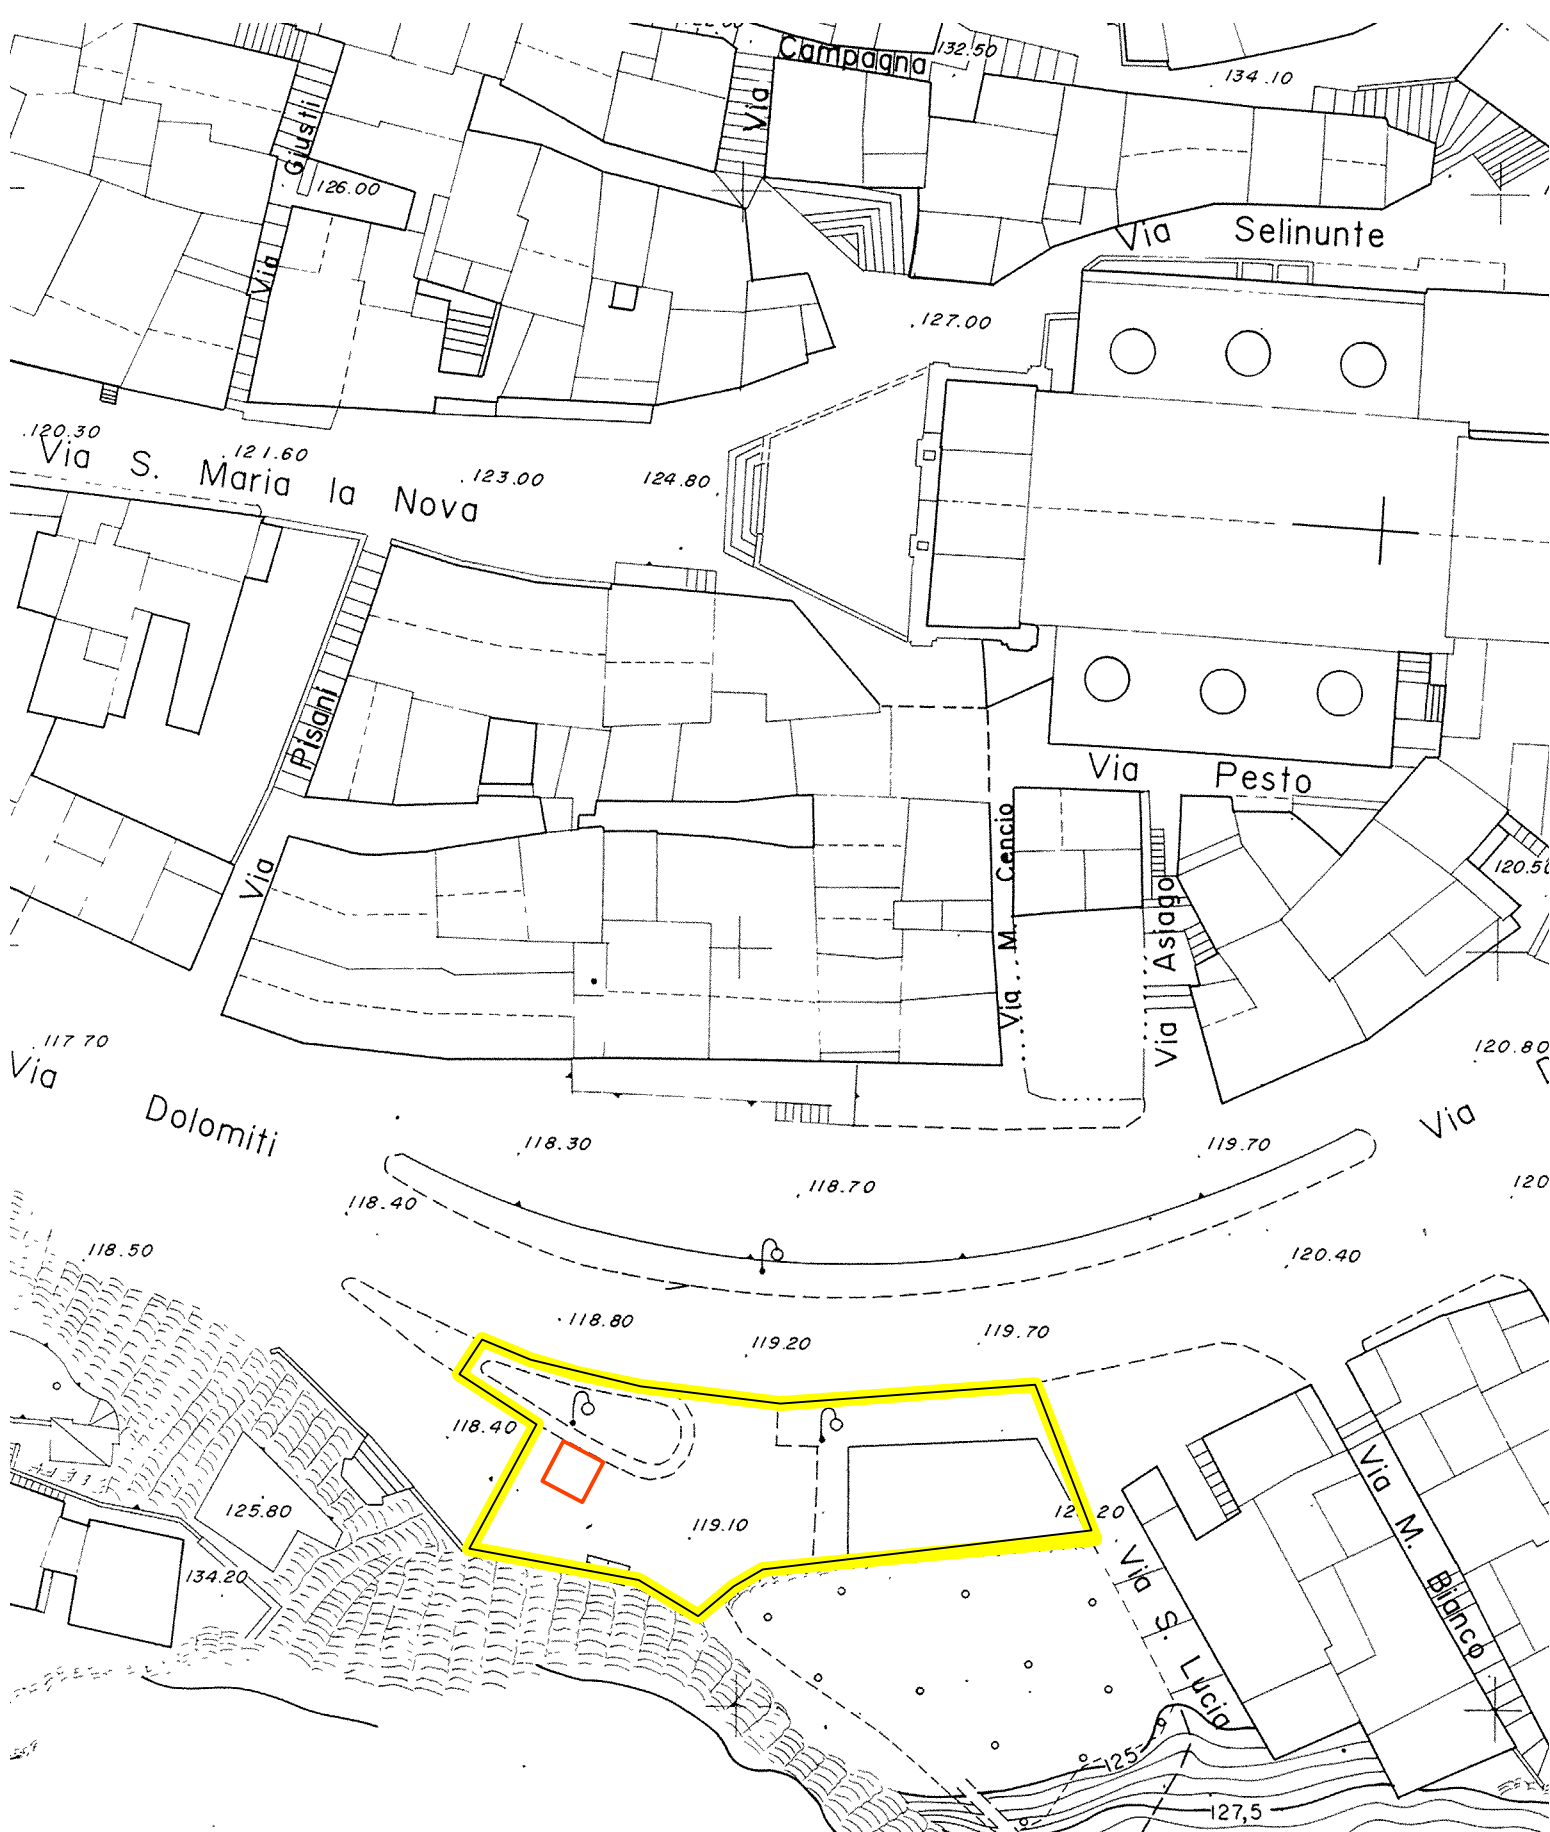 Campagna
132.50
134.10
Via
Giusti
126.00
Via Selinunte
Via
127.00
120.30
121.60
Via S. Maria la Nova
123.00
124.80
Pisani
Via Pesto
Via
Via M. Cencio
Via Asiago
120.50
117.70
Via Dolomiti
120.80
Via
118.30
119.70
118.70
118.40
118.50
120.40
118.80
119.20
119.70
118.40
125.80
119.10
134.20
Via M. Bianco
Via S. Lucia
125
127,5